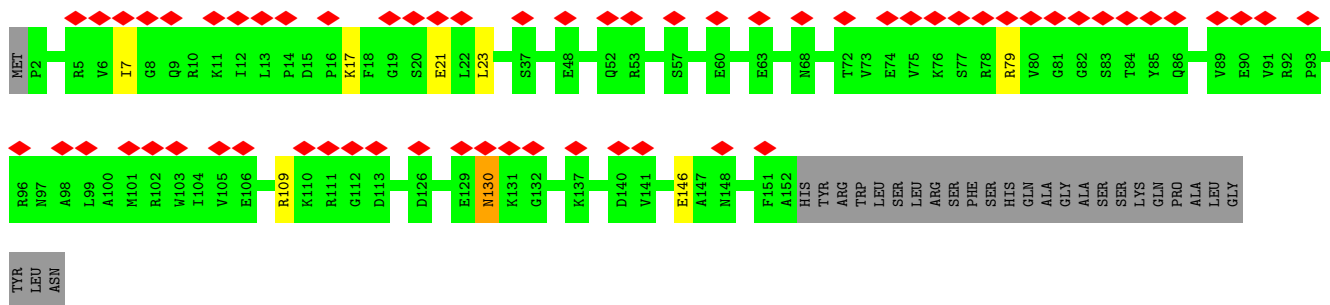 MET P2 R5 V6 I7 G8 Q9 R10 K11 I12 L13 P14 D15 P16 K17 F18 G19 S20 E21 L22 L23 S37 E48 Q52 R53 S57 E60 E63 N68 T72 V73 E74 V75 K76 S77 R78 R79 V80 G81 G82 S83 T84 Y85 Q86 V89 E90 V91 R92 P93
R96 N97 A98 L99 A100 M101 R102 W103 I104 V105 E106 R109 K110 R111 G112 D113 D126 E129 N130 K131 G132 K137 D140 V141 E146 A147 N148 F151 A152 HIS TYR ARG TRP LEU SER LEU ARG SER PHE SER HIS GLN ALA GLY ALA SER SER LYS GLN PRO ALA LEU GLY
TYR LEU ASN